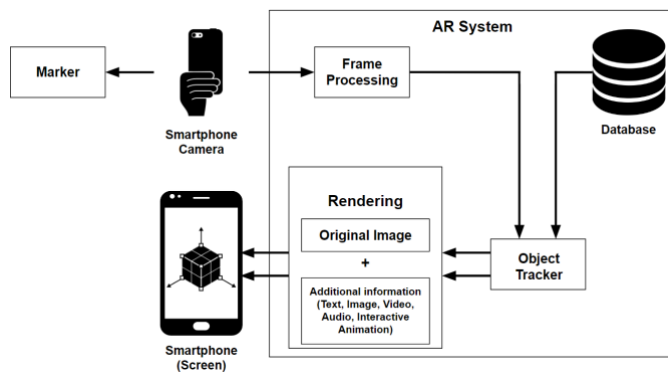 AR System
Marker
Frame
Processing
Smartphone
Camera
Database
Rendering
Original Image
+
Additional information
(Text, Image, Video,
Audio, Interactive
Animation)
Object
Tracker
Smartphone
(Screen)